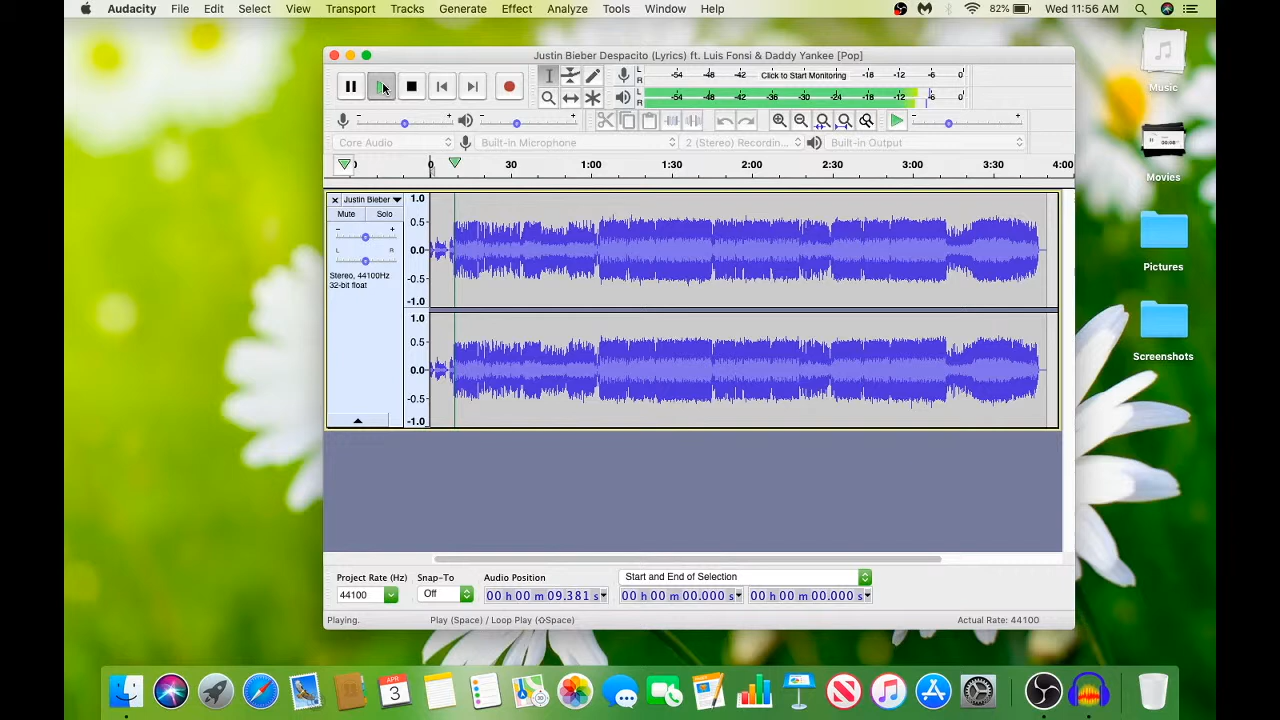 Audacity File Edit Select View Transport Tracks Generate Effect Analyze Tools Window Help 82% Wed 11:56 AM
Justin Bieber Despacito (Lyrics) ft. Luis Fonsi & Daddy Yankee [Pop]
L R -54 -48 -42 Click to Start Monitoring -18 -12 -6 0
L R -54 -48 -42 -36 -30 -24 -18 -12 -6 0
Core Audio Built-in Microphone 2 (Stereo) Recordin... Built-in Output
0 30 1:00 1:30 2:00 2:30 3:00 3:30 4:00
Justin Bieber
Mute Solo
L R
Stereo, 44100Hz
32-bit float
1.0
0.5
0.0
-0.5
-1.0
1.0
0.5
0.0
-0.5
-1.0
Project Rate (Hz) Snap-To Audio Position Start and End of Selection
44100 Off 00 h 00 m 09.381 s 00 h 00 m 00.000 s 00 h 00 m 00.000 s
Playing. Play (Space) / Loop Play (⇧Space) Actual Rate: 44100
Music
Movies
Pictures
Screenshots
APR
3